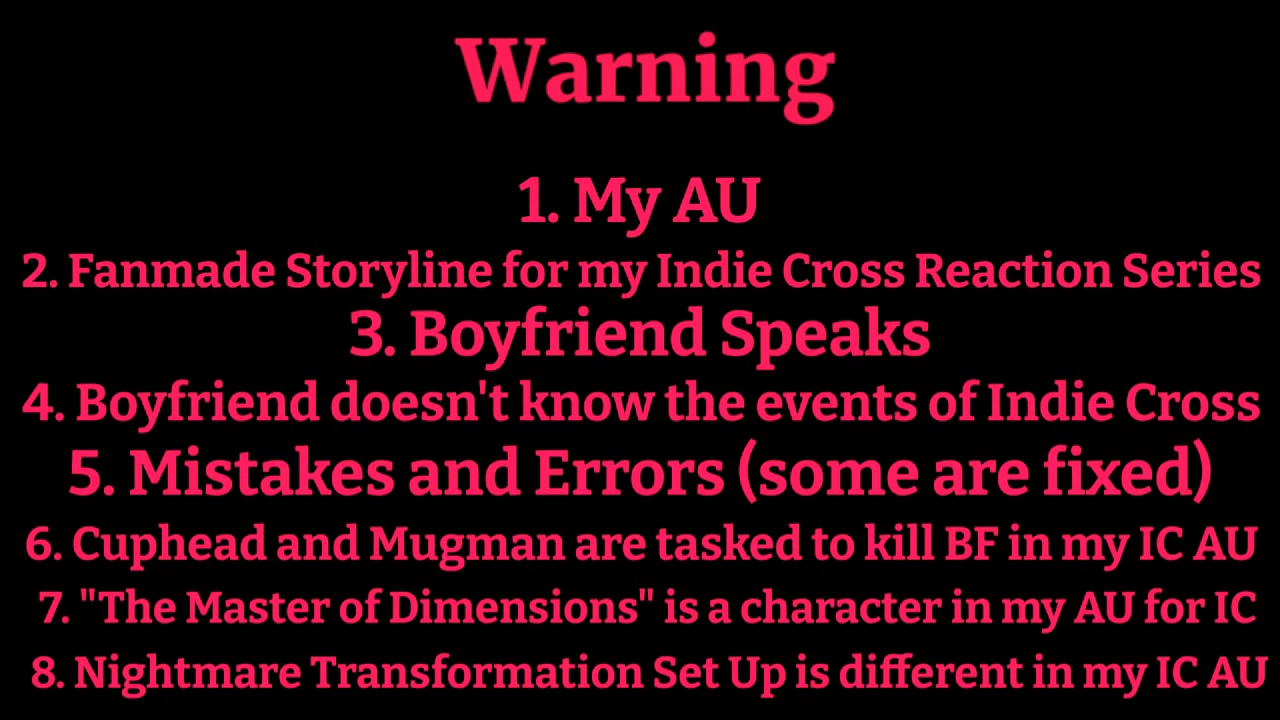 Warning
1. My AU
2. Fanmade Storyline for my Indie Cross Reaction Series
3. Boyfriend Speaks
4. Boyfriend doesn't know the events of Indie Cross
5. Mistakes and Errors (some are fixed)
6. Cuphead and Mugman are tasked to kill BF in my IC AU
7. "The Master of Dimensions" is a character in my AU for IC
8. Nightmare Transformation Set Up is different in my IC AU